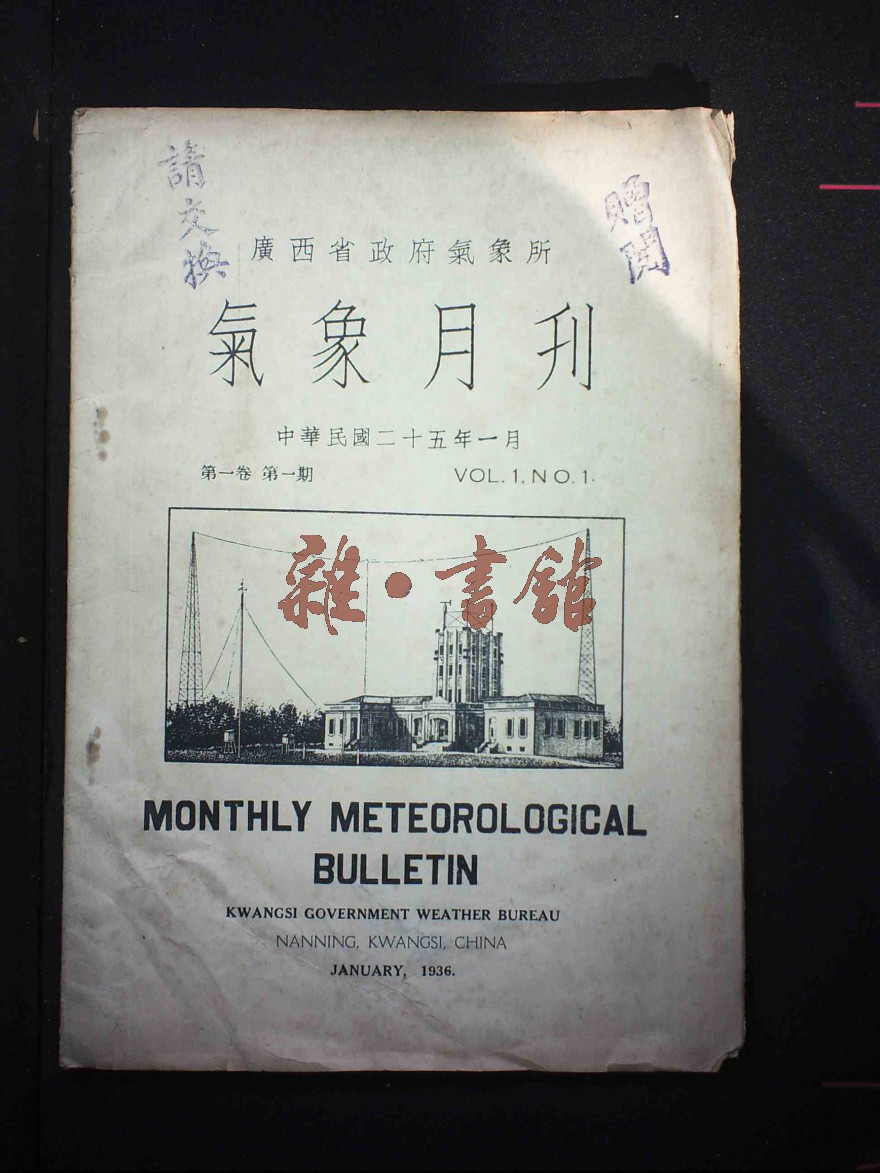 請交換
贈閱
廣西省政府氣象所
氣象月刊
中華民國二十五年一月
第一卷 第一期 VOL. 1, NO. 1.
雜·書館
MONTHLY METEOROLOGICAL
BULLETIN
KWANGSI GOVERNMENT WEATHER BUREAU
NANNING, KWANGSI, CHINA
JANUARY, 1936.